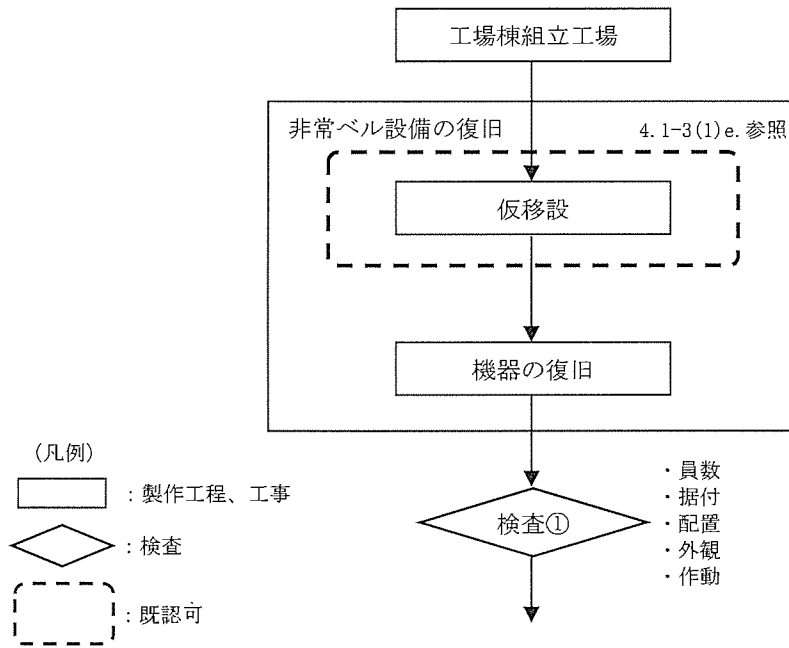 工場棟組立工場
非常ベル設備の復旧
4.1-3(1)e.参照
仮移設
機器の復旧
検査①
・員数
・据付
・配置
・外観
・作動
(凡例)
：製作工程、工事
：検査
：既認可